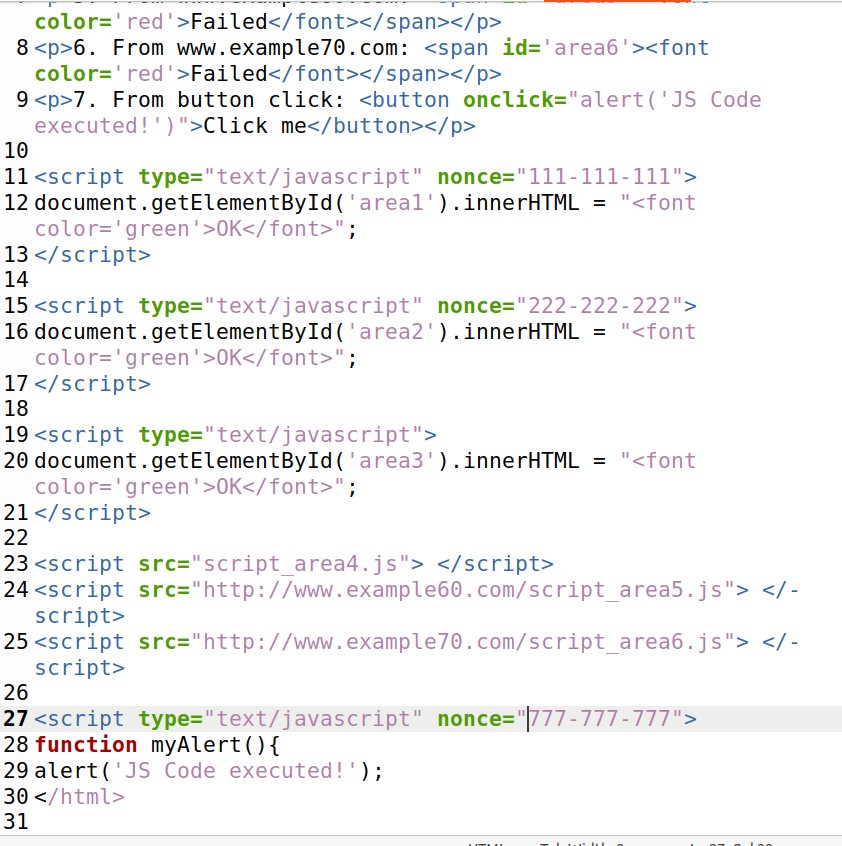 color='red'>Failed</font></span></p>
8 <p>6. From www.example70.com: <span id='area6'><font
color='red'>Failed</font></span></p>
9 <p>7. From button click: <button onclick="alert('JS Code
executed!')">Click me</button></p>
10
11 <script type="text/javascript" nonce="111-111-111">
12 document.getElementById('area1').innerHTML = "<font
color='green'>OK</font>";
13 </script>
14
15 <script type="text/javascript" nonce="222-222-222">
16 document.getElementById('area2').innerHTML = "<font
color='green'>OK</font>";
17 </script>
18
19 <script type="text/javascript">
20 document.getElementById('area3').innerHTML = "<font
color='green'>OK</font>";
21 </script>
22
23 <script src="script_area4.js"> </script>
24 <script src="http://www.example60.com/script_area5.js"> </-
script>
25 <script src="http://www.example70.com/script_area6.js"> </-
script>
26
27 <script type="text/javascript" nonce="777-777-777">
28 function myAlert(){
29 alert('JS Code executed!');
30 </html>
31